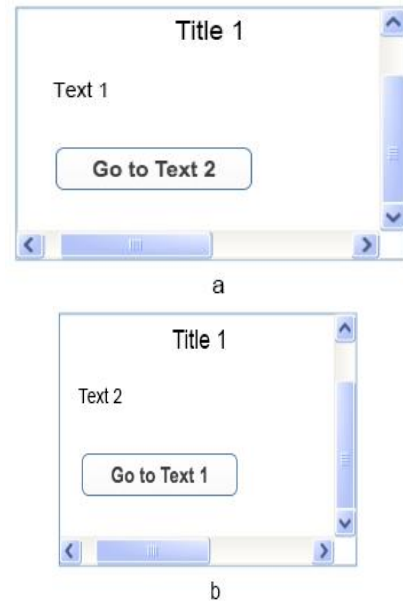 Title 1
Text 1
Go to Text 2
a
Title 1
Text 2
Go to Text 1
b